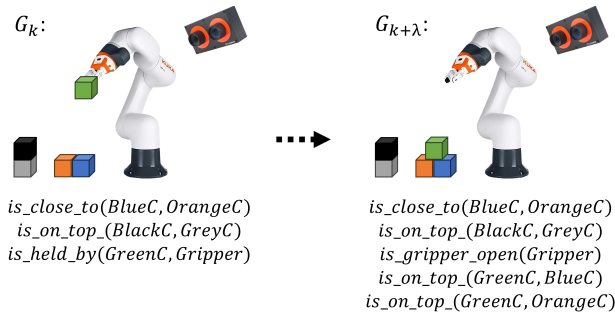 G_k:
is_close_to(BlueC, OrangeC)
is_on_top_(BlackC, GreyC)
is_held_by(GreenC, Gripper)
G_{k+λ}:
is_close_to(BlueC, OrangeC)
is_on_top_(BlackC, GreyC)
is_gripper_open(Gripper)
is_on_top_(GreenC, BlueC)
is_on_top_(GreenC, OrangeC)